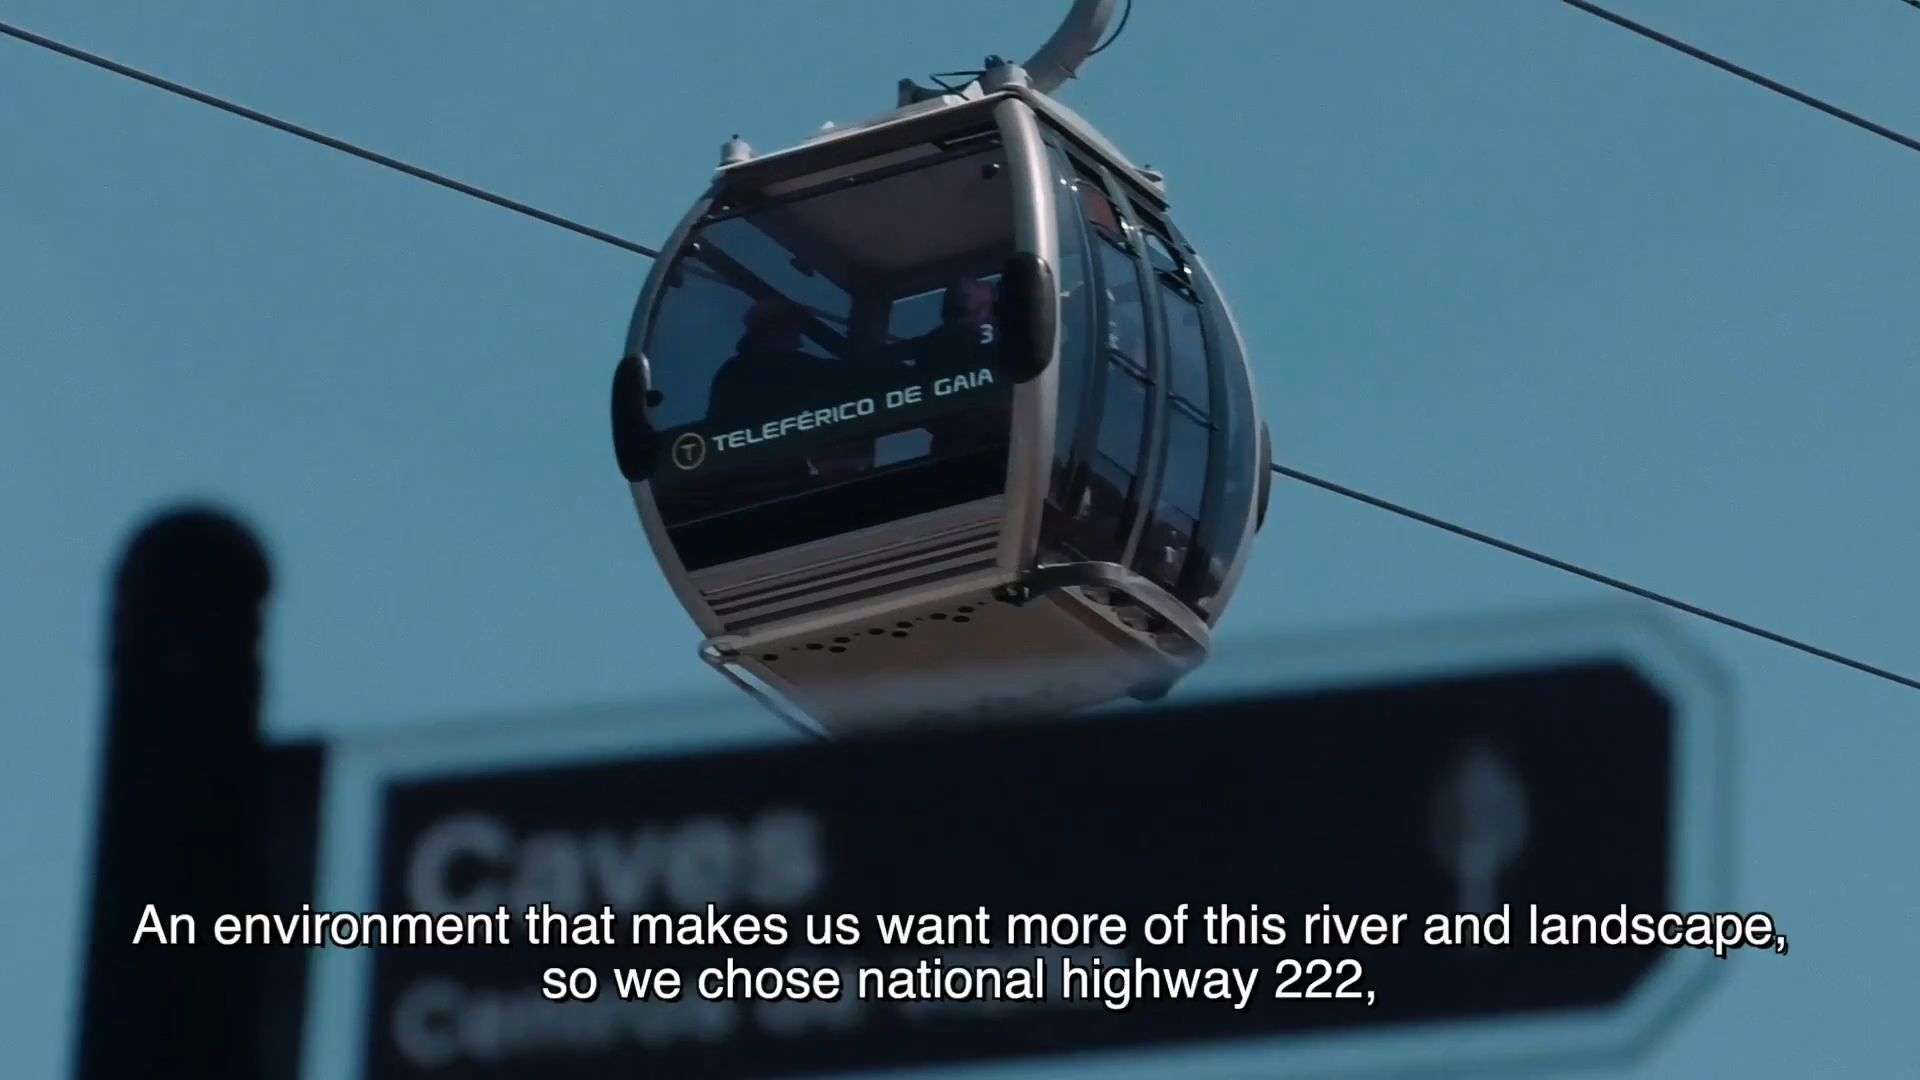 3
TELEFÉRICO DE GAIA
Caves
An environment that makes us want more of this river and landscape,
so we chose national highway 222,